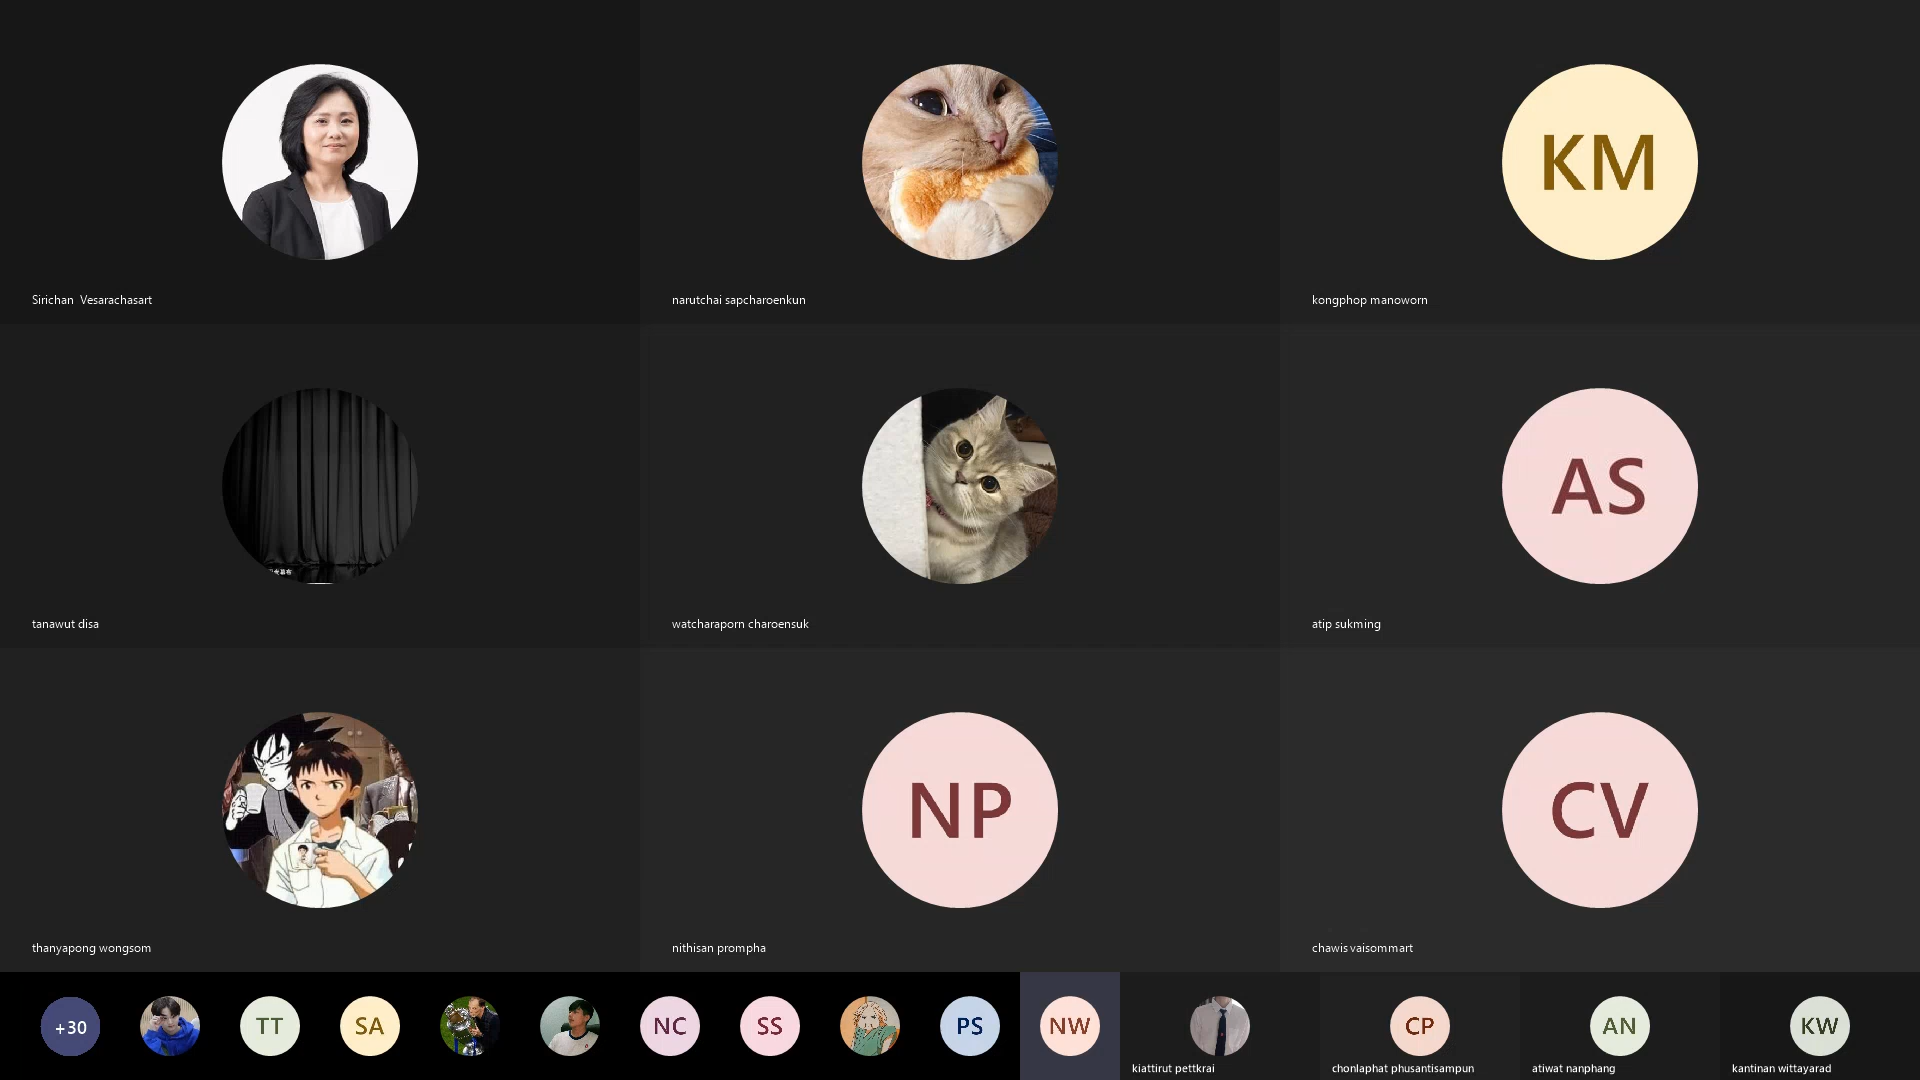 KM
Sirichan Vesarachasart
narutchai sapcharoenkun
kongphop manoworn
AS
tanawut disa
watcharaporn charoensuk
atip sukming
NP
CV
thanyapong wongsom
nithisan prompha
chawis vaisommart
+30
TT
SA
NC
SS
PS
NW
CP
AN
KW
kiattirut pettkrai
chonlaphat phusantisampun
atiwat nanphang
kantinan wittayarad